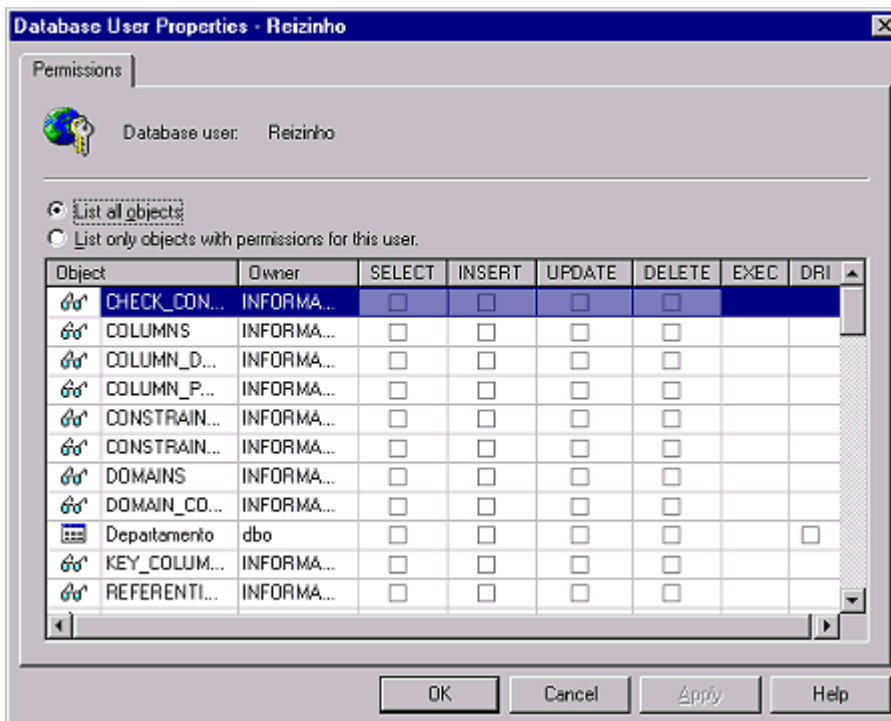 Database User Properties - Reizinho
Permissions
Database user: Reizinho
List all objects
List only objects with permissions for this user.
Object Owner SELECT INSERT UPDATE DELETE EXEC DRI
CHECK_CON... INFORMA...
COLUMNS INFORMA...
COLUMN_D... INFORMA...
COLUMN_P... INFORMA...
CONSTRAIN... INFORMA...
CONSTRAIN... INFORMA...
DOMAINS INFORMA...
DOMAIN_CO... INFORMA...
Departamento dbo
KEY_COLUM... INFORMA...
REFERENTI... INFORMA...
OK Cancel Apply Help